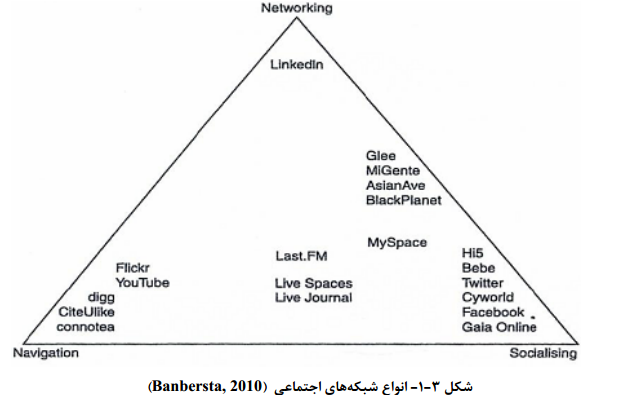 Networking
LinkedIn
Glee
MiGente
AsianAve
BlackPlanet
MySpace
Last.FM
Live Spaces
Live Journal
Hi5
Bebe
Twitter
Cyworld
Facebook
Gaia Online
Flickr
YouTube
digg
CiteUlike
connotea
Navigation
Socialising
شکل ۳-۱- انواع شبکه‌های اجتماعی (Banbersta, 2010)